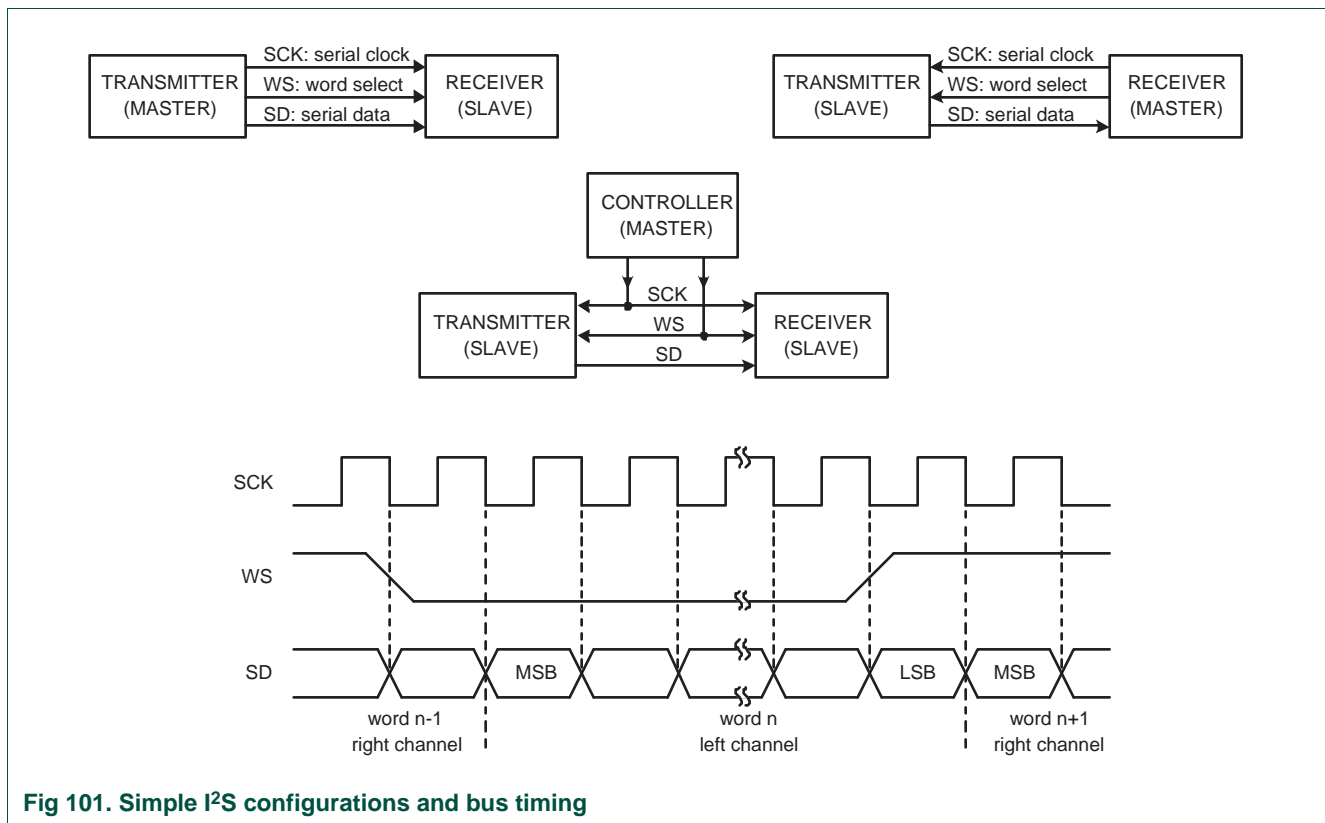 SCK: serial clock
TRANSMITTER
(MASTER)
WS: word select
RECEIVER
(SLAVE)
SD: serial data
SCK: serial clock
TRANSMITTER
(SLAVE)
WS: word select
RECEIVER
(MASTER)
SD: serial data
CONTROLLER
(MASTER)
TRANSMITTER
(SLAVE)
SCK
WS
SD
RECEIVER
(SLAVE)
SCK
WS
SD
MSB
LSB
MSB
word n-1
right channel
word n
left channel
word n+1
right channel
Fig 101. Simple I²S configurations and bus timing